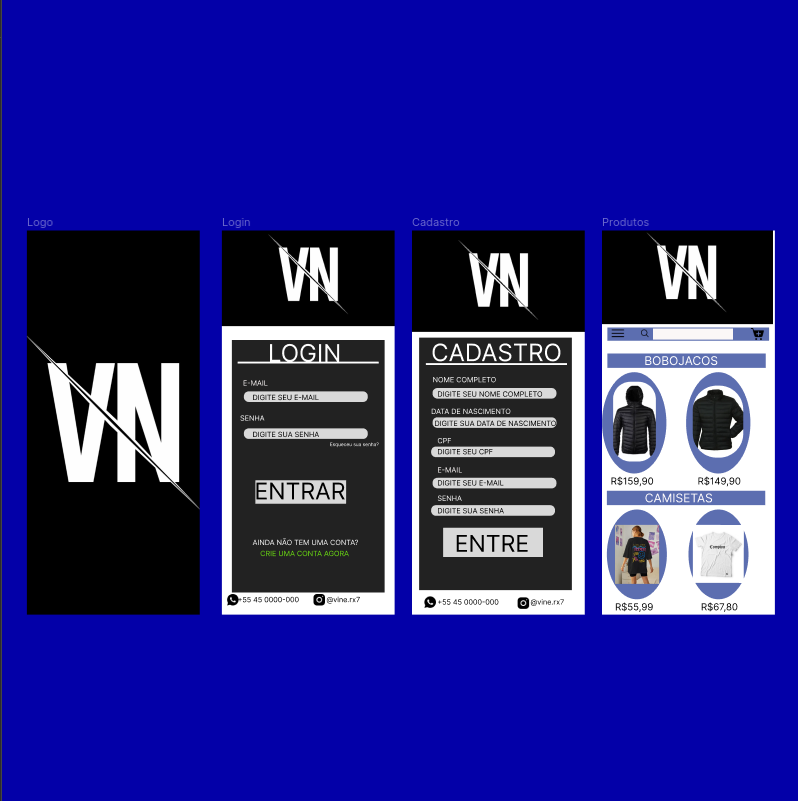 Logo
VN
Login
VN
LOGIN
E-MAIL
DIGITE SEU E-MAIL
SENHA
DIGITE SUA SENHA
Esqueceu sua senha?
ENTRAR
AINDA NÃO TEM UMA CONTA?
CRIE UMA CONTA AGORA
+55 45 0000-000
@vine.rx7
Cadastro
VN
CADASTRO
NOME COMPLETO
DIGITE SEU NOME COMPLETO
DATA DE NASCIMENTO
DIGITE SUA DATA DE NASCIMENTO
CPF
DIGITE SEU CPF
E-MAIL
DIGITE SEU E-MAIL
SENHA
DIGITE SUA SENHA
ENTRE
+55 45 0000-000
@vine.rx7
Produtos
VN
BOBOJACOS
R$159,90
R$149,90
CAMISETAS
R$55,99
R$67,80